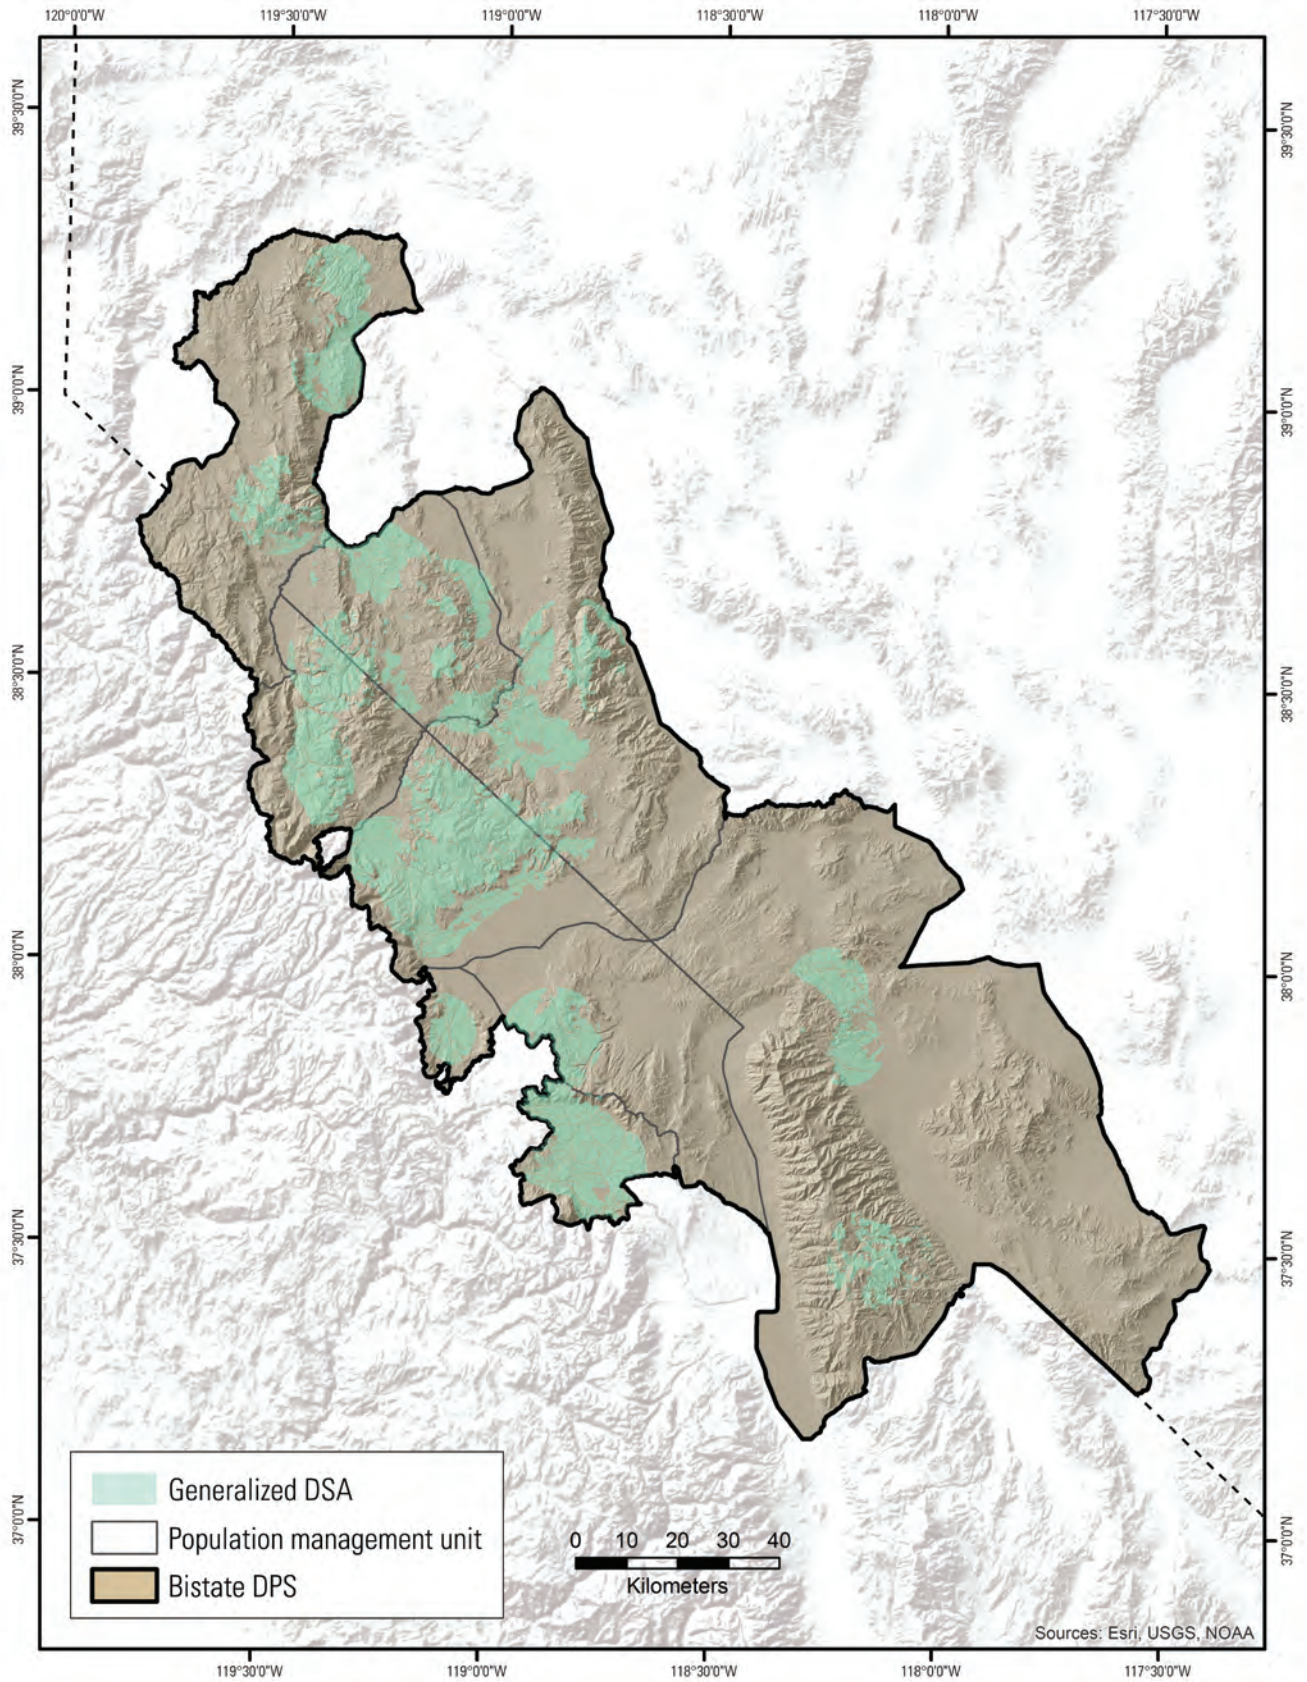 120°0'0"W 119°30'0"W 119°0'0"W 118°30'0"W 118°0'0"W 117°30'0"W
39°30'0"N
39°30'0"N
39°0'0"N
39°0'0"N
38°30'0"N
38°30'0"N
38°0'0"N
38°0'0"N
37°30'0"N
37°30'0"N
37°0'0"N
37°0'0"N
Generalized DSA
Population management unit
Bistate DPS
0 10 20 30 40
Kilometers
Sources: Esri, USGS, NOAA
119°30'0"W 119°0'0"W 118°30'0"W 118°0'0"W 117°30'0"W